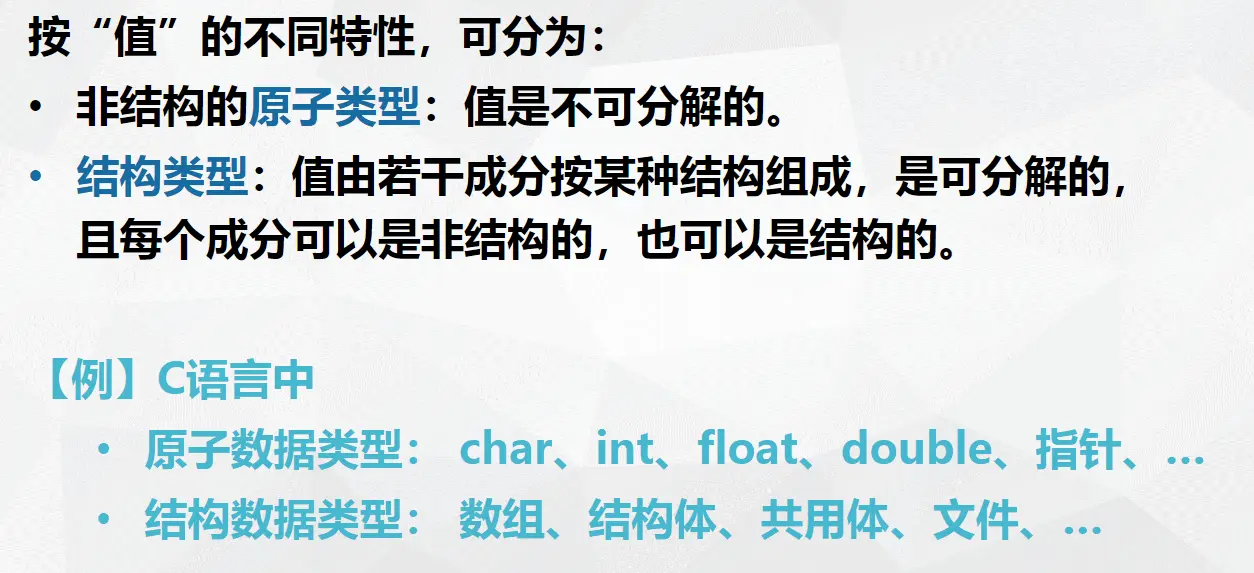 按“值”的不同特性，可分为：
• 非结构的原子类型：值是不可分解的。
• 结构类型：值由若干成分按某种结构组成，是可分解的，
且每个成分可以是非结构的，也可以是结构的。
【例】C语言中
• 原子数据类型： char、int、float、double、指针、…
• 结构数据类型： 数组、结构体、共用体、文件、…